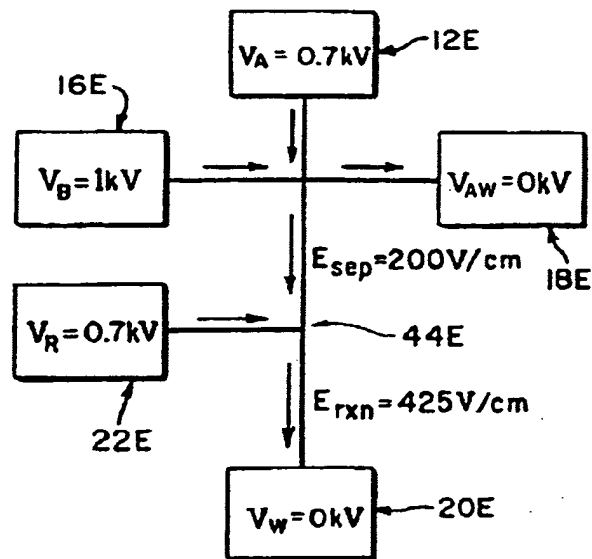 V_A = 0.7kV
12E
16E
V_B = 1kV
V_AW = 0kV
18E
E_sep = 200V/cm
V_R = 0.7kV
44E
22E
E_rxn = 425V/cm
V_W = 0kV
20E